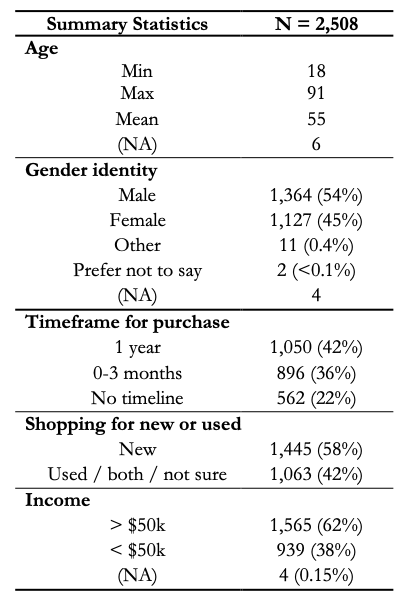 Summary Statistics N = 2,508
Age
Min 18
Max 91
Mean 55
(NA) 6
Gender identity
Male 1,364 (54%)
Female 1,127 (45%)
Other 11 (0.4%)
Prefer not to say 2 (<0.1%)
(NA) 4
Timeframe for purchase
1 year 1,050 (42%)
0-3 months 896 (36%)
No timeline 562 (22%)
Shopping for new or used
New 1,445 (58%)
Used / both / not sure 1,063 (42%)
Income
> $50k 1,565 (62%)
< $50k 939 (38%)
(NA) 4 (0.15%)